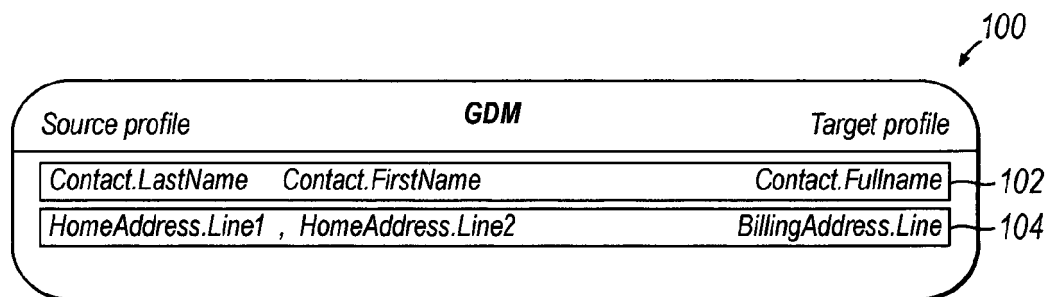 100
Source profile GDM Target profile
Contact.LastName Contact.FirstName Contact.Fullname 102
HomeAddress.Line1 , HomeAddress.Line2 BillingAddress.Line 104